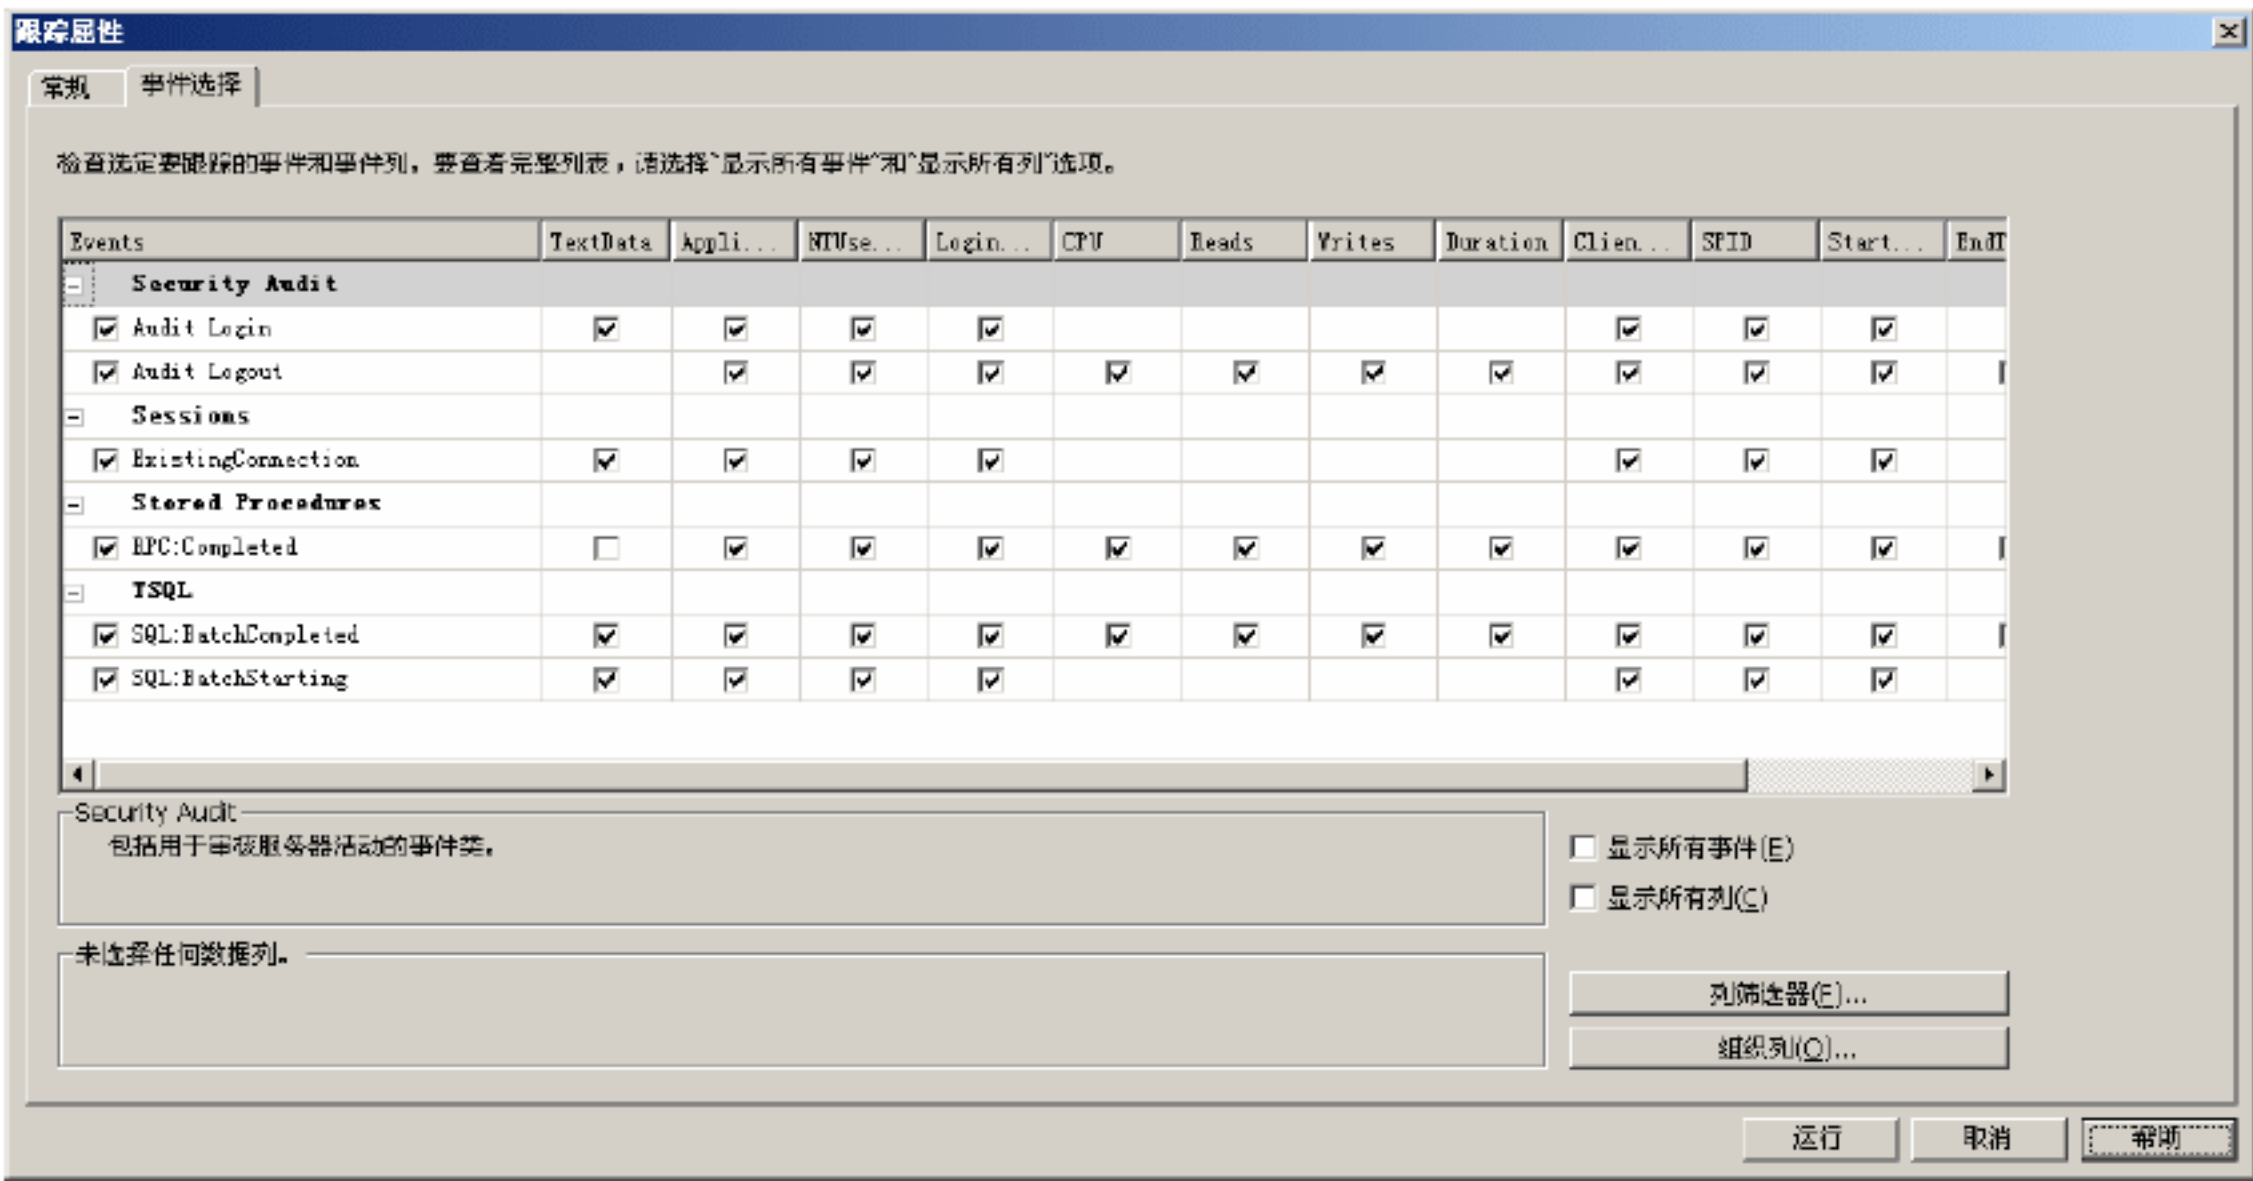 跟踪属性
常规
事件选择
检查选定要跟踪的事件和事件列。要查看完整列表,请选择"显示所有事件"和"显示所有列"选项。
Events TextData Appli... NTUse... Login... CPU Reads Writes Duration Clien... SPID Start... EndT
Security Audit
Audit Login
Audit Logout
Sessions
ExistingConnection
Stored Procedures
RPC:Completed
TSQL
SQL:BatchCompleted
SQL:BatchStarting
Security Audit
包括用于审核服务器活动的事件类。
显示所有事件(E)
显示所有列(C)
未选择任何数据列。
列筛选器(F)...
组织列(O)...
运行 取消 帮助